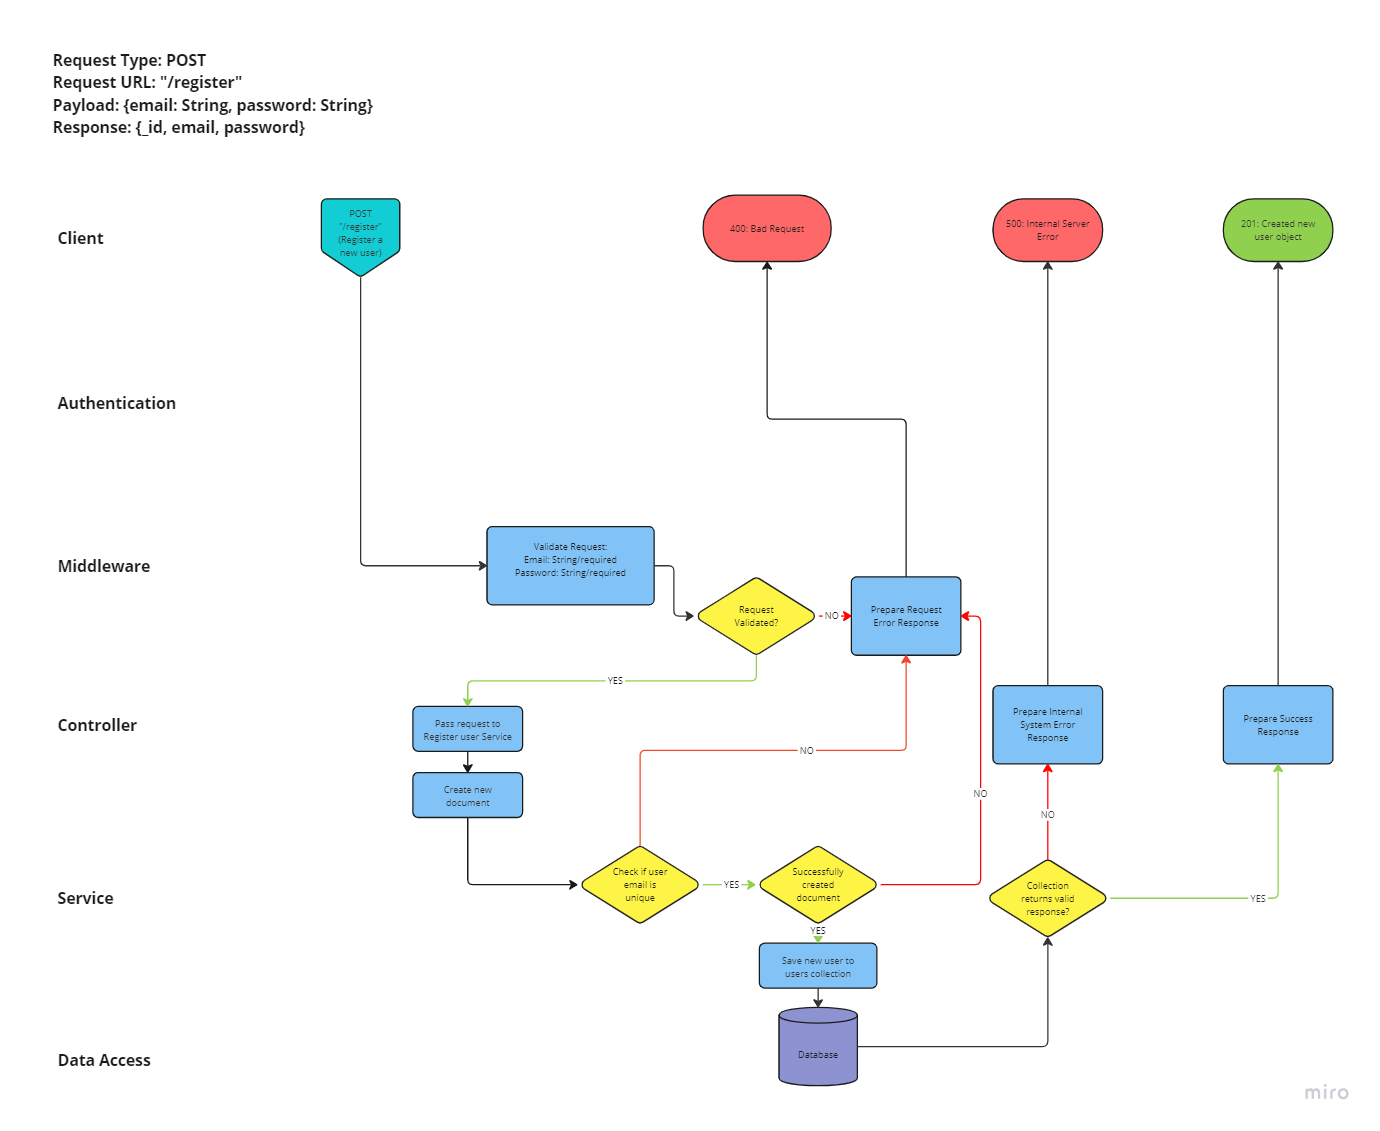 Request Type: POST
Request URL: "/register"
Payload: {email: String, password: String}
Response: {_id, email, password}
Client
POST
"/register"
(Register a
new user)
400: Bad Request
500: Internal Server
Error
201: Created new
user object
Authentication
Middleware
Validate Request:
Email: String/required
Password: String/required
Request
Validated?
NO
Prepare Request
Error Response
YES
Controller
Pass request to
Register user Service
Create new
document
NO
NO
Prepare Internal
System Error
Response
Prepare Success
Response
NO
Service
Check if user
email is
unique
YES
Successfully
created
document
YES
Collection
returns valid
response?
YES
Save new user to
users collection
Data Access
Database
miro